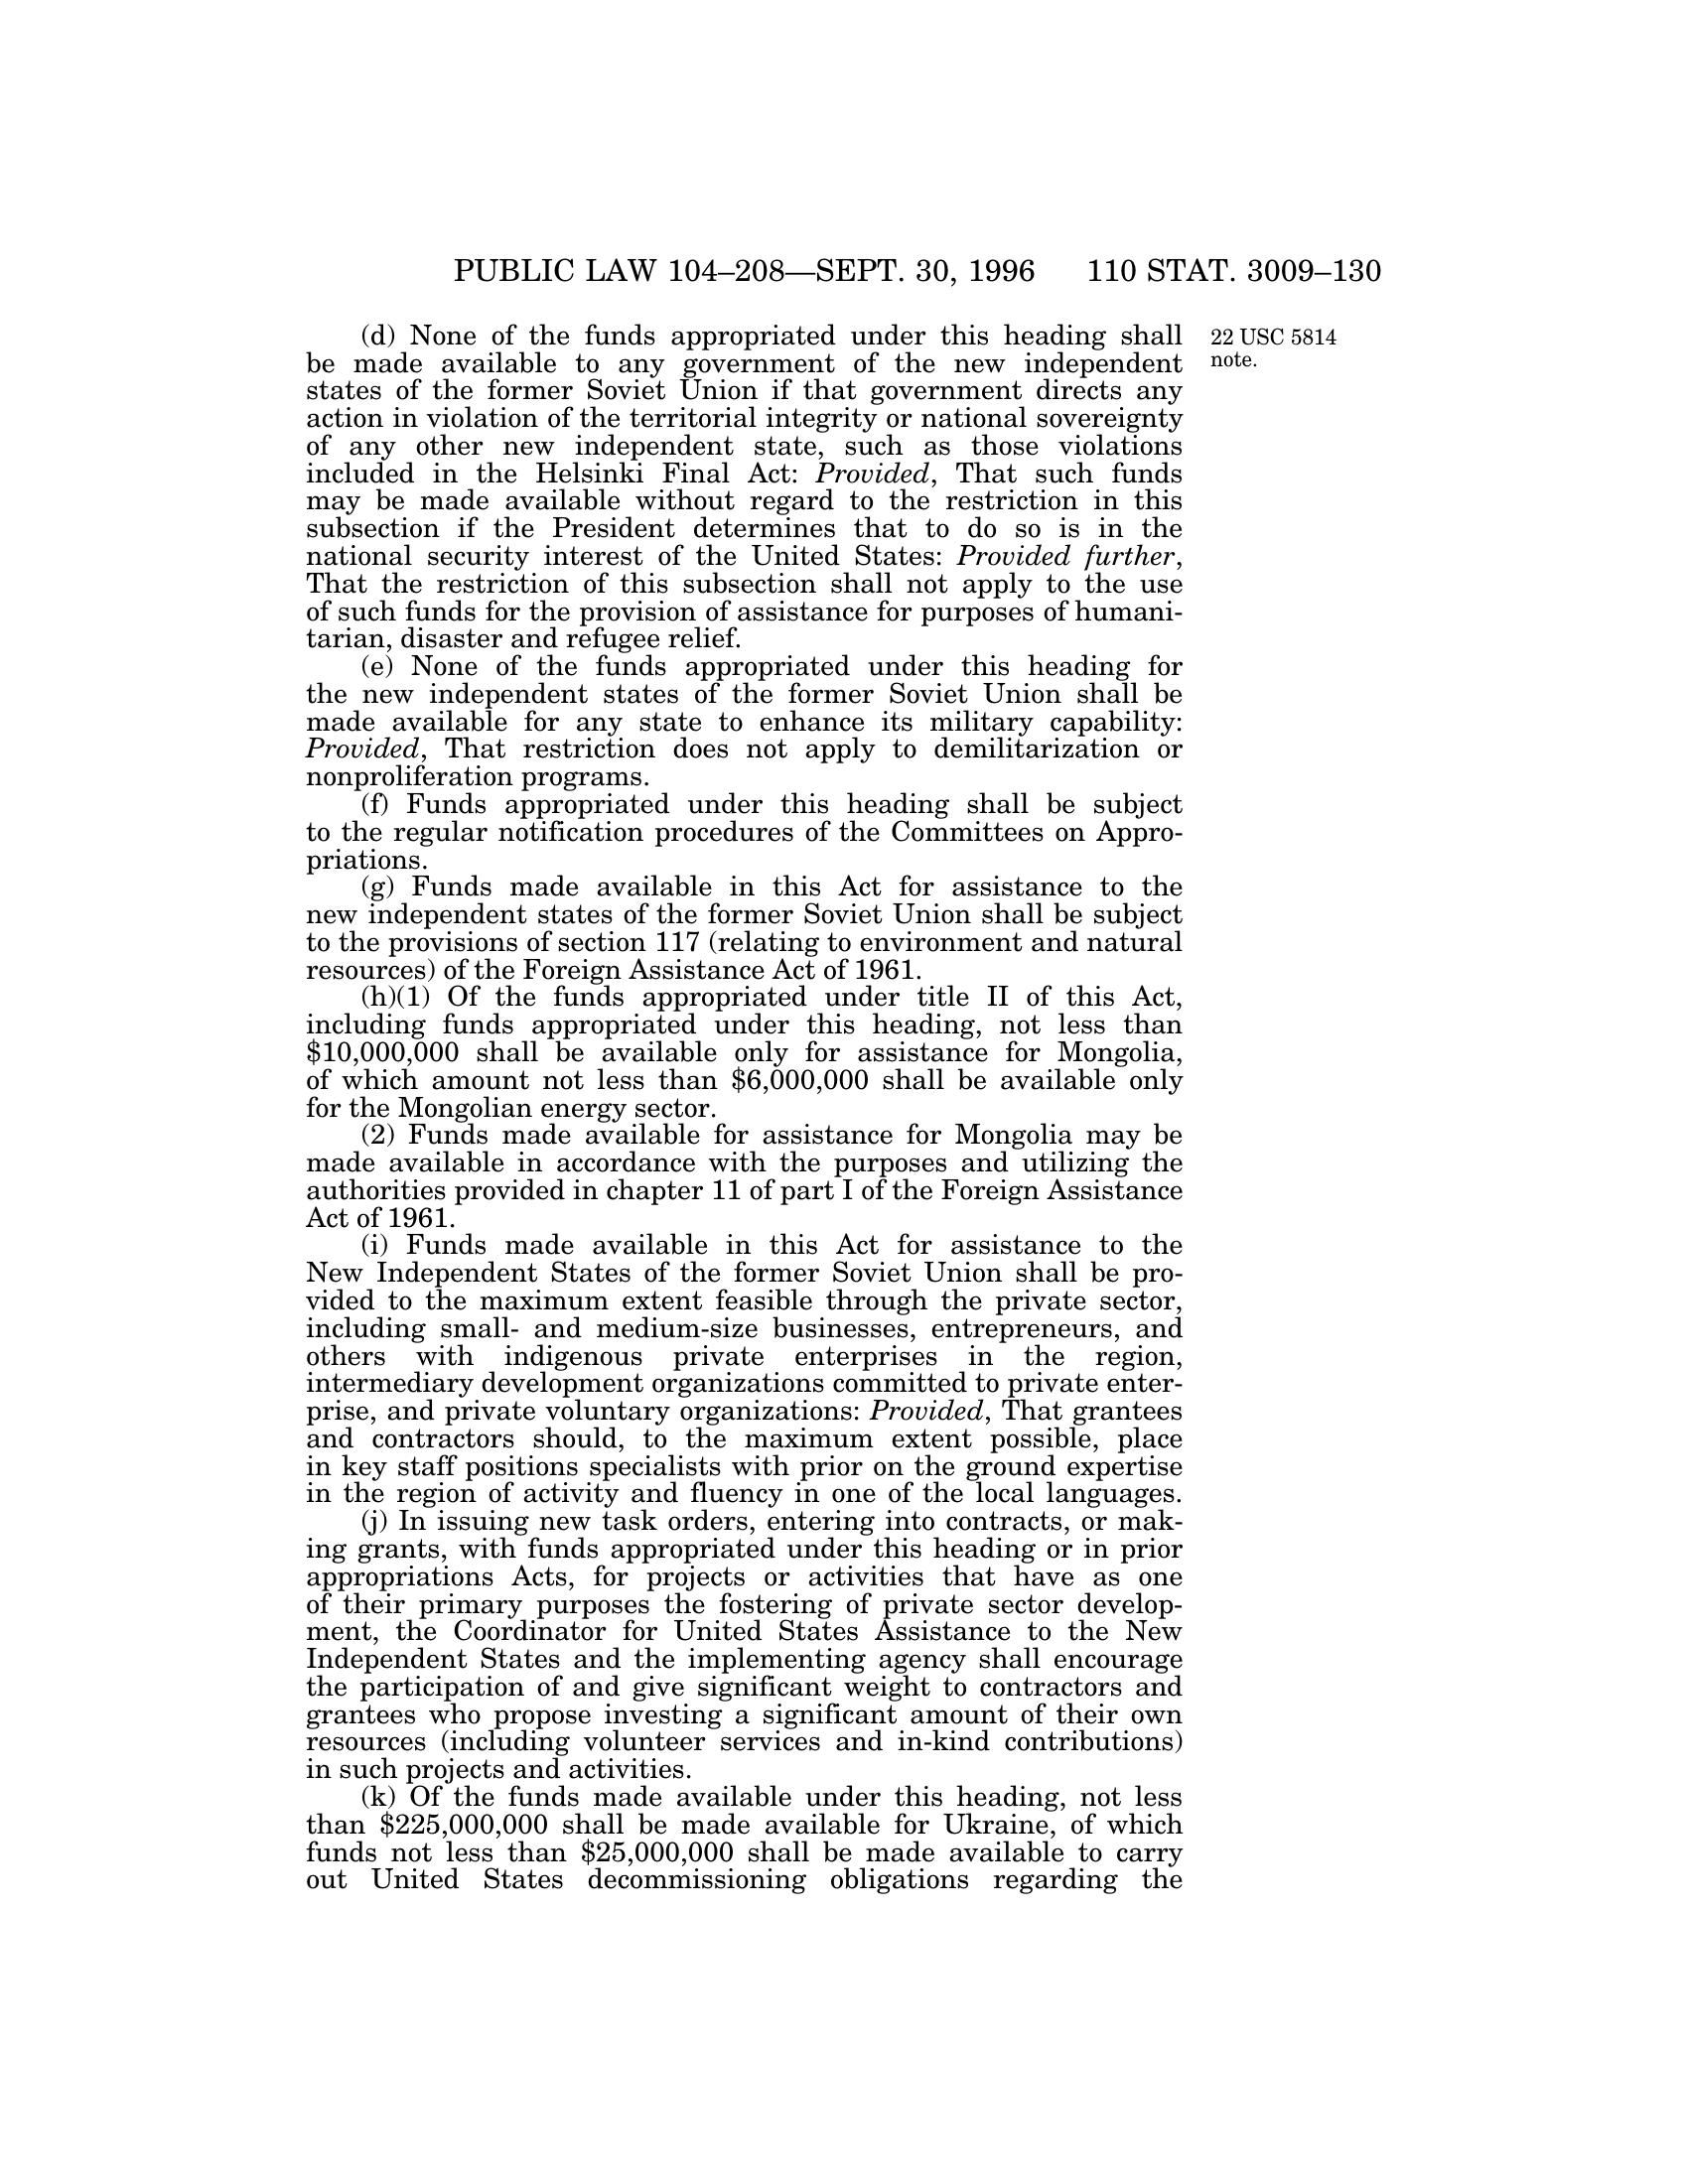 PUBLIC LAW 104–208—SEPT. 30, 1996 110 STAT. 3009–130
(d) None of the funds appropriated under this heading shall
be made available to any government of the new independent
states of the former Soviet Union if that government directs any
action in violation of the territorial integrity or national sovereignty
of any other new independent state, such as those violations
included in the Helsinki Final Act: Provided, That such funds
may be made available without regard to the restriction in this
subsection if the President determines that to do so is in the
national security interest of the United States: Provided further,
That the restriction of this subsection shall not apply to the use
of such funds for the provision of assistance for purposes of humani-
tarian, disaster and refugee relief.
(e) None of the funds appropriated under this heading for
the new independent states of the former Soviet Union shall be
made available for any state to enhance its military capability:
Provided, That restriction does not apply to demilitarization or
nonproliferation programs.
(f) Funds appropriated under this heading shall be subject
to the regular notification procedures of the Committees on Appro-
priations.
(g) Funds made available in this Act for assistance to the
new independent states of the former Soviet Union shall be subject
to the provisions of section 117 (relating to environment and natural
resources) of the Foreign Assistance Act of 1961.
(h)(1) Of the funds appropriated under title II of this Act,
including funds appropriated under this heading, not less than
$10,000,000 shall be available only for assistance for Mongolia,
of which amount not less than $6,000,000 shall be available only
for the Mongolian energy sector.
(2) Funds made available for assistance for Mongolia may be
made available in accordance with the purposes and utilizing the
authorities provided in chapter 11 of part I of the Foreign Assistance
Act of 1961.
(i) Funds made available in this Act for assistance to the
New Independent States of the former Soviet Union shall be pro-
vided to the maximum extent feasible through the private sector,
including small- and medium-size businesses, entrepreneurs, and
others with indigenous private enterprises in the region,
intermediary development organizations committed to private enter-
prise, and private voluntary organizations: Provided, That grantees
and contractors should, to the maximum extent possible, place
in key staff positions specialists with prior on the ground expertise
in the region of activity and fluency in one of the local languages.
(j) In issuing new task orders, entering into contracts, or mak-
ing grants, with funds appropriated under this heading or in prior
appropriations Acts, for projects or activities that have as one
of their primary purposes the fostering of private sector develop-
ment, the Coordinator for United States Assistance to the New
Independent States and the implementing agency shall encourage
the participation of and give significant weight to contractors and
grantees who propose investing a significant amount of their own
resources (including volunteer services and in-kind contributions)
in such projects and activities.
(k) Of the funds made available under this heading, not less
than $225,000,000 shall be made available for Ukraine, of which
funds not less than $25,000,000 shall be made available to carry
out United States decommissioning obligations regarding the
22 USC 5814
note.